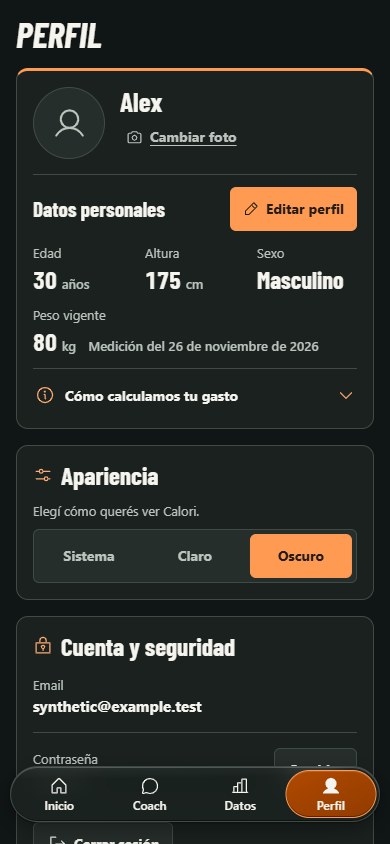 PERFIL
Alex
Cambiar foto
Datos personales
Editar perfil
Edad
Altura
Sexo
30 años
175 cm
Masculino
Peso vigente
80 kg Medición del 26 de noviembre de 2026
Cómo calculamos tu gasto
Apariencia
Elegí cómo querés ver Calori.
Sistema
Claro
Oscuro
Cuenta y seguridad
Email
synthetic@example.test
Contraseña
Inicio
Coach
Datos
Perfil
Cerrar sesión